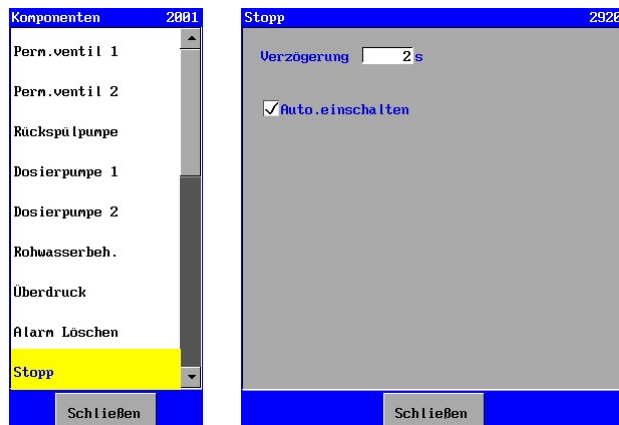 Komponenten 2001
Perm.ventil 1
Perm.ventil 2
Rückspülpumpe
Dosierpumpe 1
Dosierpumpe 2
Rohwasserbeh.
Überdruck
Alarm Löschen
Stopp
Schließen
Stopp 2920
Verzögerung 2 s
Auto.einschalten
Schließen